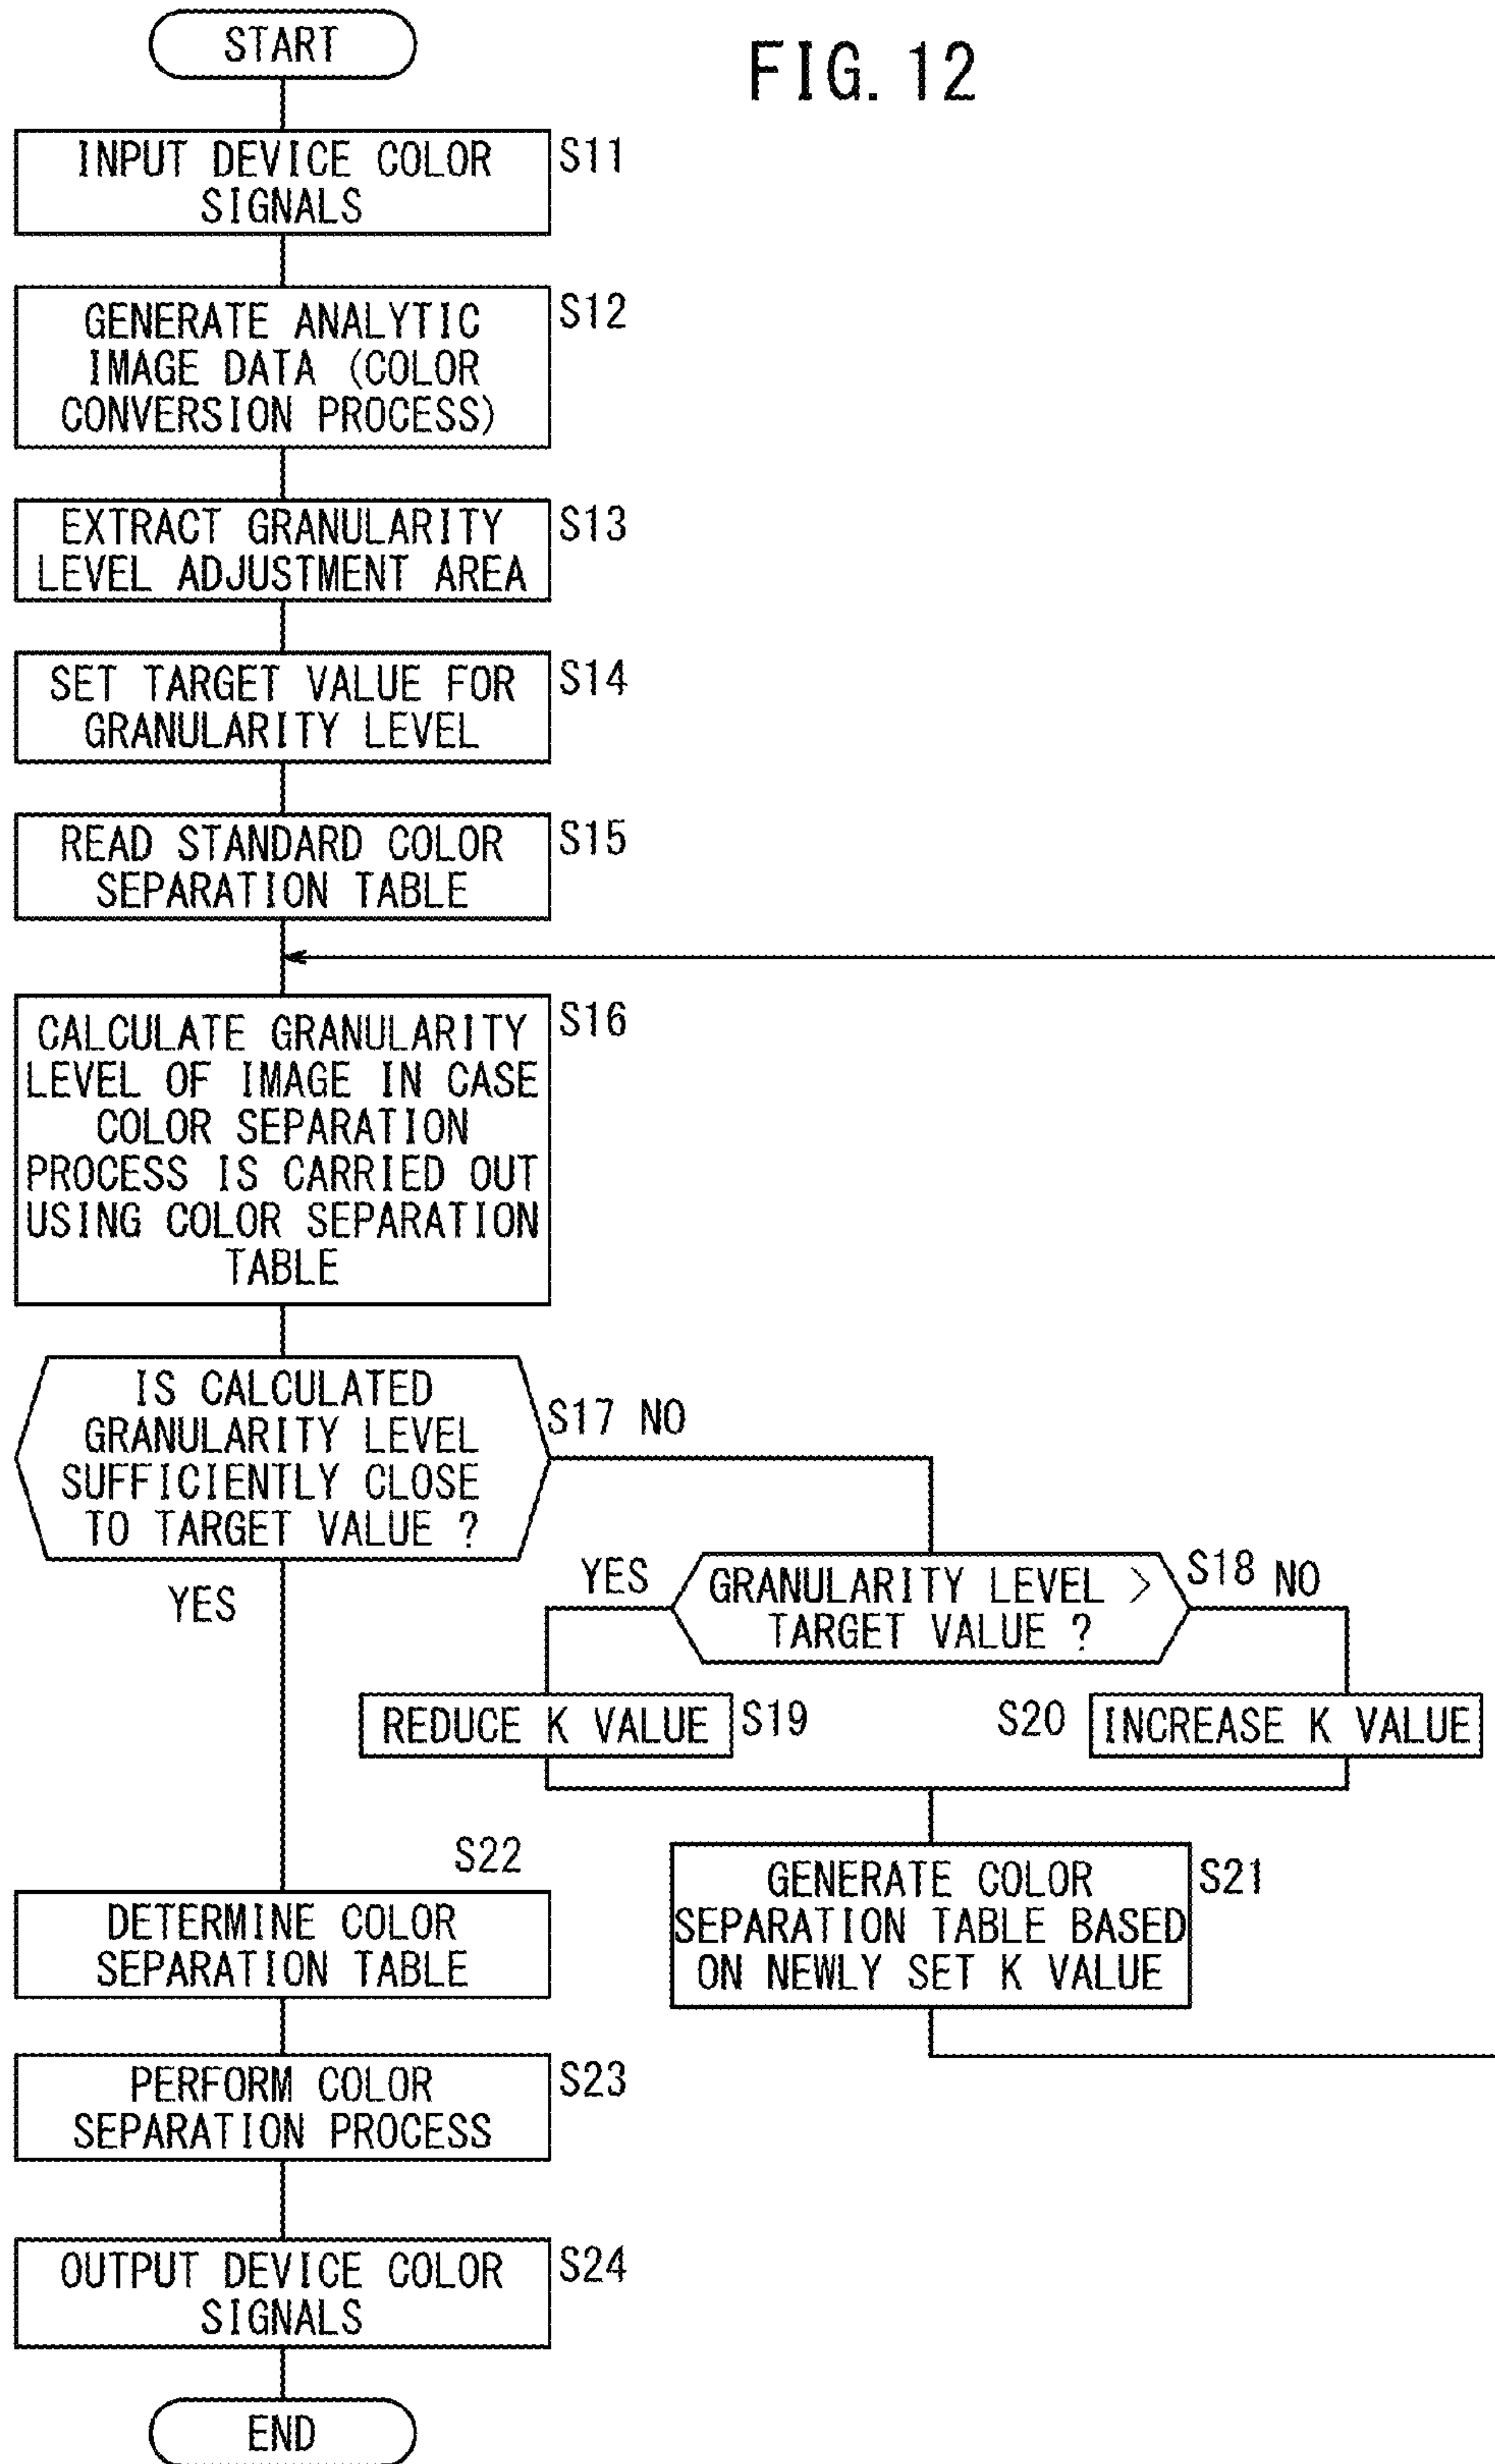 FIG. 12
START
INPUT DEVICE COLOR
SIGNALS
S11
GENERATE ANALYTIC
IMAGE DATA (COLOR
CONVERSION PROCESS)
S12
EXTRACT GRANULARITY
LEVEL ADJUSTMENT AREA
S13
SET TARGET VALUE FOR
GRANULARITY LEVEL
S14
READ STANDARD COLOR
SEPARATION TABLE
S15
CALCULATE GRANULARITY
LEVEL OF IMAGE IN CASE
COLOR SEPARATION
PROCESS IS CARRIED OUT
USING COLOR SEPARATION
TABLE
S16
IS CALCULATED
GRANULARITY LEVEL
SUFFICIENTLY CLOSE
TO TARGET VALUE ?
S17 NO
YES
YES
GRANULARITY LEVEL >
TARGET VALUE ?
S18 NO
REDUCE K VALUE
S19
S20
INCREASE K VALUE
GENERATE COLOR
SEPARATION TABLE BASED
ON NEWLY SET K VALUE
S21
S22
DETERMINE COLOR
SEPARATION TABLE
PERFORM COLOR
SEPARATION PROCESS
S23
OUTPUT DEVICE COLOR
SIGNALS
S24
END